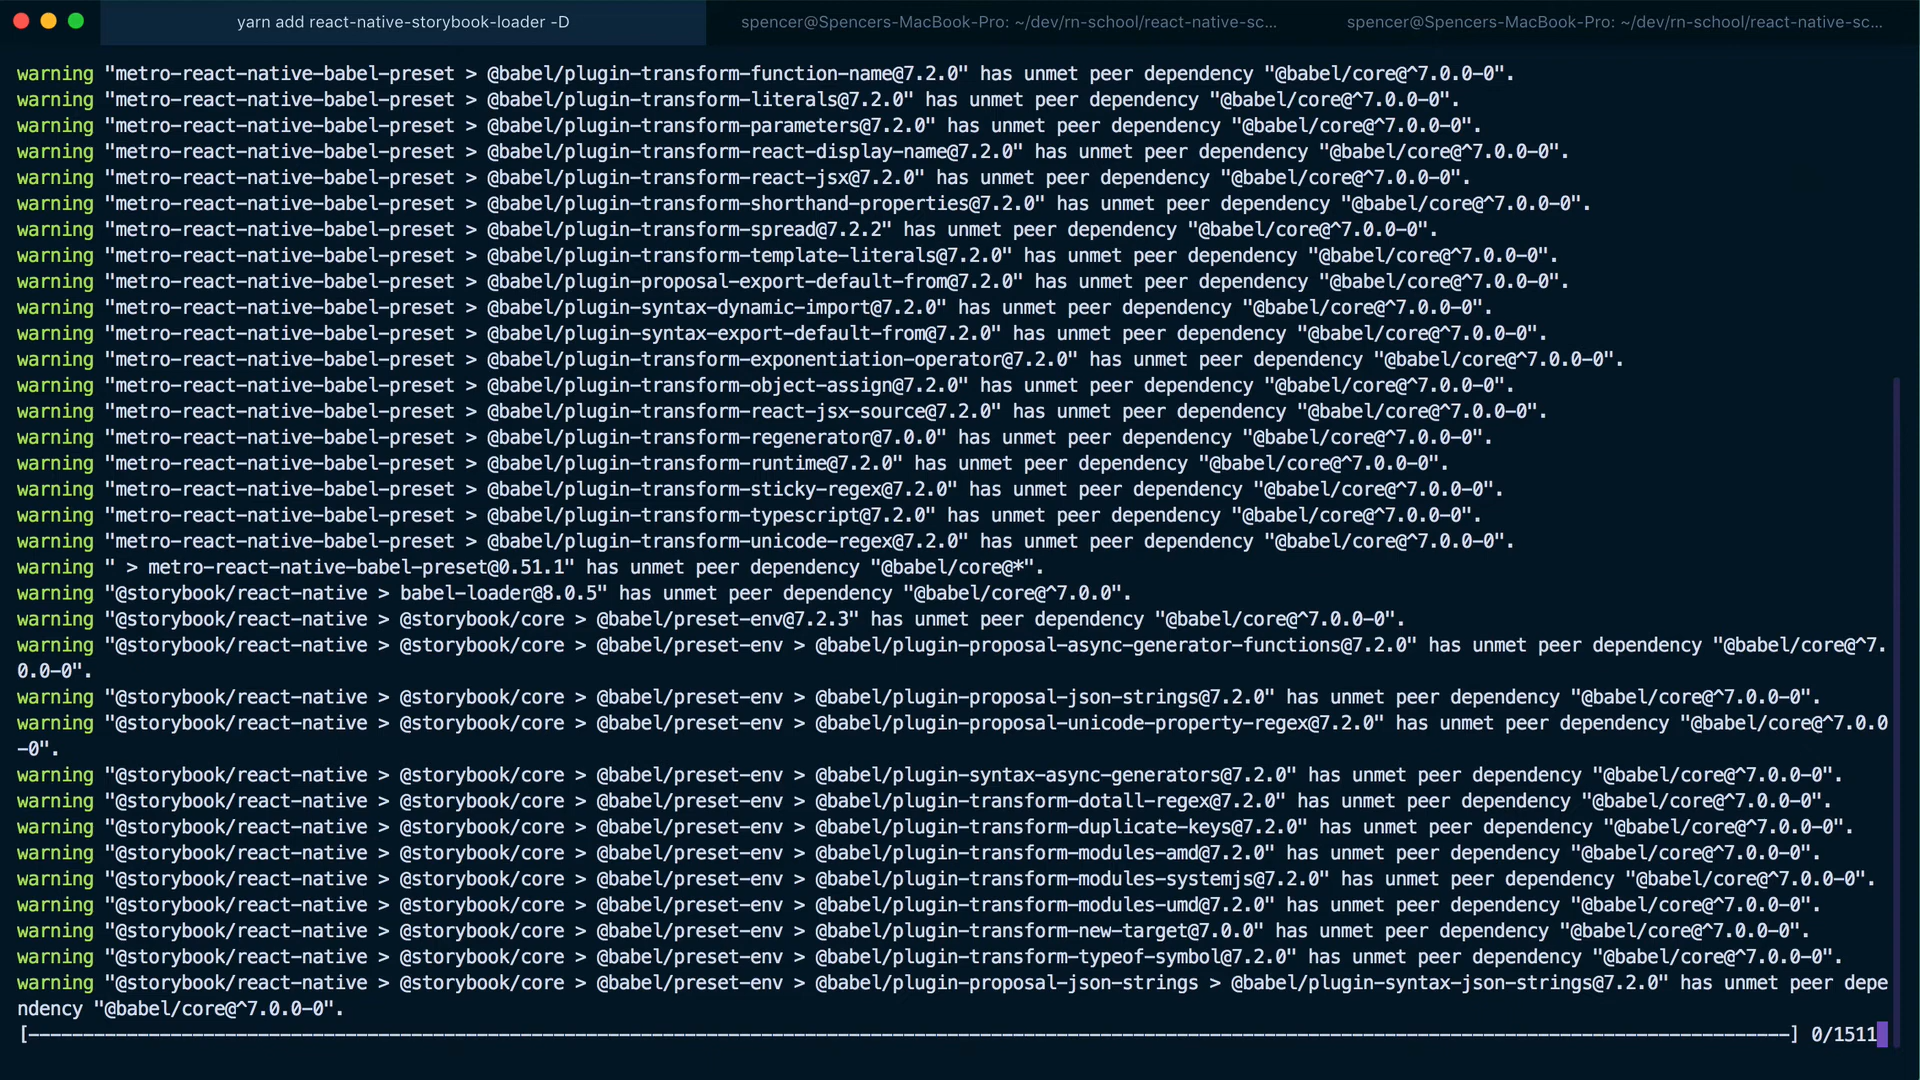 yarn add react-native-storybook-loader -D
spencer@Spencers-MacBook-Pro: ~/dev/rn-school/react-native-sc...
spencer@Spencers-MacBook-Pro: ~/dev/rn-school/react-native-sc...
warning "metro-react-native-babel-preset > @babel/plugin-transform-function-name@7.2.0" has unmet peer dependency "@babel/core@^7.0.0-0".
warning "metro-react-native-babel-preset > @babel/plugin-transform-literals@7.2.0" has unmet peer dependency "@babel/core@^7.0.0-0".
warning "metro-react-native-babel-preset > @babel/plugin-transform-parameters@7.2.0" has unmet peer dependency "@babel/core@^7.0.0-0".
warning "metro-react-native-babel-preset > @babel/plugin-transform-react-display-name@7.2.0" has unmet peer dependency "@babel/core@^7.0.0-0".
warning "metro-react-native-babel-preset > @babel/plugin-transform-react-jsx@7.2.0" has unmet peer dependency "@babel/core@^7.0.0-0".
warning "metro-react-native-babel-preset > @babel/plugin-transform-shorthand-properties@7.2.0" has unmet peer dependency "@babel/core@^7.0.0-0".
warning "metro-react-native-babel-preset > @babel/plugin-transform-spread@7.2.2" has unmet peer dependency "@babel/core@^7.0.0-0".
warning "metro-react-native-babel-preset > @babel/plugin-transform-template-literals@7.2.0" has unmet peer dependency "@babel/core@^7.0.0-0".
warning "metro-react-native-babel-preset > @babel/plugin-proposal-export-default-from@7.2.0" has unmet peer dependency "@babel/core@^7.0.0-0".
warning "metro-react-native-babel-preset > @babel/plugin-syntax-dynamic-import@7.2.0" has unmet peer dependency "@babel/core@^7.0.0-0".
warning "metro-react-native-babel-preset > @babel/plugin-syntax-export-default-from@7.2.0" has unmet peer dependency "@babel/core@^7.0.0-0".
warning "metro-react-native-babel-preset > @babel/plugin-transform-exponentiation-operator@7.2.0" has unmet peer dependency "@babel/core@^7.0.0-0".
warning "metro-react-native-babel-preset > @babel/plugin-transform-object-assign@7.2.0" has unmet peer dependency "@babel/core@^7.0.0-0".
warning "metro-react-native-babel-preset > @babel/plugin-transform-react-jsx-source@7.2.0" has unmet peer dependency "@babel/core@^7.0.0-0".
warning "metro-react-native-babel-preset > @babel/plugin-transform-regenerator@7.0.0" has unmet peer dependency "@babel/core@^7.0.0-0".
warning "metro-react-native-babel-preset > @babel/plugin-transform-runtime@7.2.0" has unmet peer dependency "@babel/core@^7.0.0-0".
warning "metro-react-native-babel-preset > @babel/plugin-transform-sticky-regex@7.2.0" has unmet peer dependency "@babel/core@^7.0.0-0".
warning "metro-react-native-babel-preset > @babel/plugin-transform-typescript@7.2.0" has unmet peer dependency "@babel/core@^7.0.0-0".
warning "metro-react-native-babel-preset > @babel/plugin-transform-unicode-regex@7.2.0" has unmet peer dependency "@babel/core@^7.0.0-0".
warning " > metro-react-native-babel-preset@0.51.1" has unmet peer dependency "@babel/core@*".
warning "@storybook/react-native > babel-loader@8.0.5" has unmet peer dependency "@babel/core@^7.0.0".
warning "@storybook/react-native > @storybook/core > @babel/preset-env@7.2.3" has unmet peer dependency "@babel/core@^7.0.0-0".
warning "@storybook/react-native > @storybook/core > @babel/preset-env > @babel/plugin-proposal-async-generator-functions@7.2.0" has unmet peer dependency "@babel/core@^7.
0.0-0".
warning "@storybook/react-native > @storybook/core > @babel/preset-env > @babel/plugin-proposal-json-strings@7.2.0" has unmet peer dependency "@babel/core@^7.0.0-0".
warning "@storybook/react-native > @storybook/core > @babel/preset-env > @babel/plugin-proposal-unicode-property-regex@7.2.0" has unmet peer dependency "@babel/core@^7.0.0
-0".
warning "@storybook/react-native > @storybook/core > @babel/preset-env > @babel/plugin-syntax-async-generators@7.2.0" has unmet peer dependency "@babel/core@^7.0.0-0".
warning "@storybook/react-native > @storybook/core > @babel/preset-env > @babel/plugin-transform-dotall-regex@7.2.0" has unmet peer dependency "@babel/core@^7.0.0-0".
warning "@storybook/react-native > @storybook/core > @babel/preset-env > @babel/plugin-transform-duplicate-keys@7.2.0" has unmet peer dependency "@babel/core@^7.0.0-0".
warning "@storybook/react-native > @storybook/core > @babel/preset-env > @babel/plugin-transform-modules-amd@7.2.0" has unmet peer dependency "@babel/core@^7.0.0-0".
warning "@storybook/react-native > @storybook/core > @babel/preset-env > @babel/plugin-transform-modules-systemjs@7.2.0" has unmet peer dependency "@babel/core@^7.0.0-0".
warning "@storybook/react-native > @storybook/core > @babel/preset-env > @babel/plugin-transform-modules-umd@7.2.0" has unmet peer dependency "@babel/core@^7.0.0-0".
warning "@storybook/react-native > @storybook/core > @babel/preset-env > @babel/plugin-transform-new-target@7.0.0" has unmet peer dependency "@babel/core@^7.0.0-0".
warning "@storybook/react-native > @storybook/core > @babel/preset-env > @babel/plugin-transform-typeof-symbol@7.2.0" has unmet peer dependency "@babel/core@^7.0.0-0".
warning "@storybook/react-native > @storybook/core > @babel/preset-env > @babel/plugin-proposal-json-strings > @babel/plugin-syntax-json-strings@7.2.0" has unmet peer depe
ndency "@babel/core@^7.0.0-0".
[-----------------------------------------------------------------------------------------------------------------------------------------------------------------] 0/1511